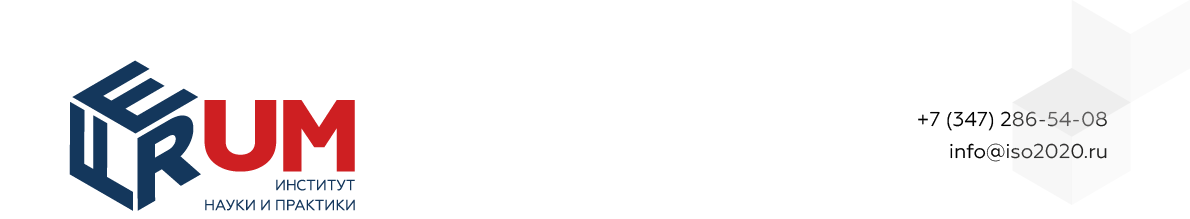 FERUM
ИНСТИТУТ
НАУКИ И ПРАКТИКИ
+7 (347) 286-54-08
info@iso2020.ru